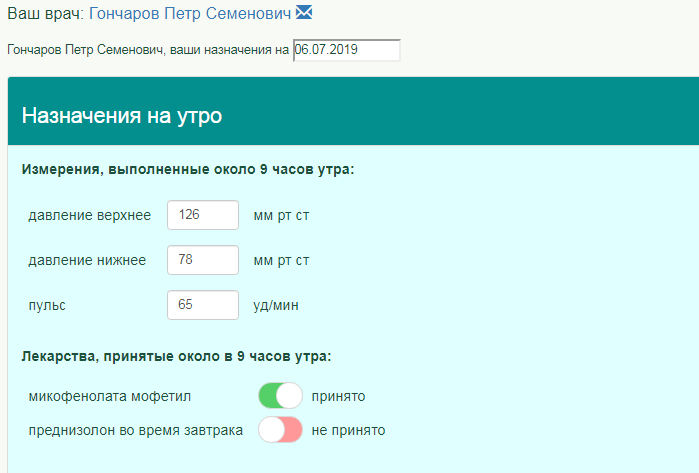 Ваш врач: Гончаров Петр Семенович
Гончаров Петр Семенович, ваши назначения на 06.07.2019
Назначения на утро
Измерения, выполненные около 9 часов утра:
давление верхнее 126 мм рт ст
давление нижнее 78 мм рт ст
пульс 65 уд/мин
Лекарства, принятые около в 9 часов утра:
микофенолата мофетил принято
преднизолон во время завтрака не принято